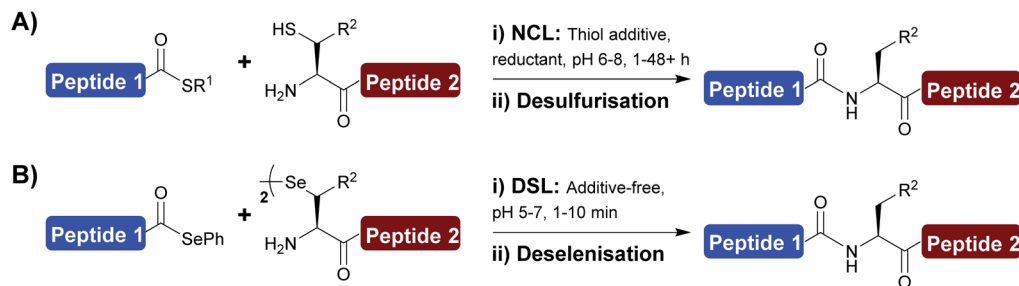 A)
Peptide 1
O
SR¹
+
HS
R²
H₂N
O
Peptide 2
i) NCL: Thiol additive,
reductant, pH 6-8, 1-48+ h
ii) Desulfurisation
Peptide 1
O
N
H
R²
O
Peptide 2
B)
Peptide 1
O
SePh
+
2
Se
R²
H₂N
O
Peptide 2
i) DSL: Additive-free,
pH 5-7, 1-10 min
ii) Deselenisation
Peptide 1
O
N
H
R²
O
Peptide 2